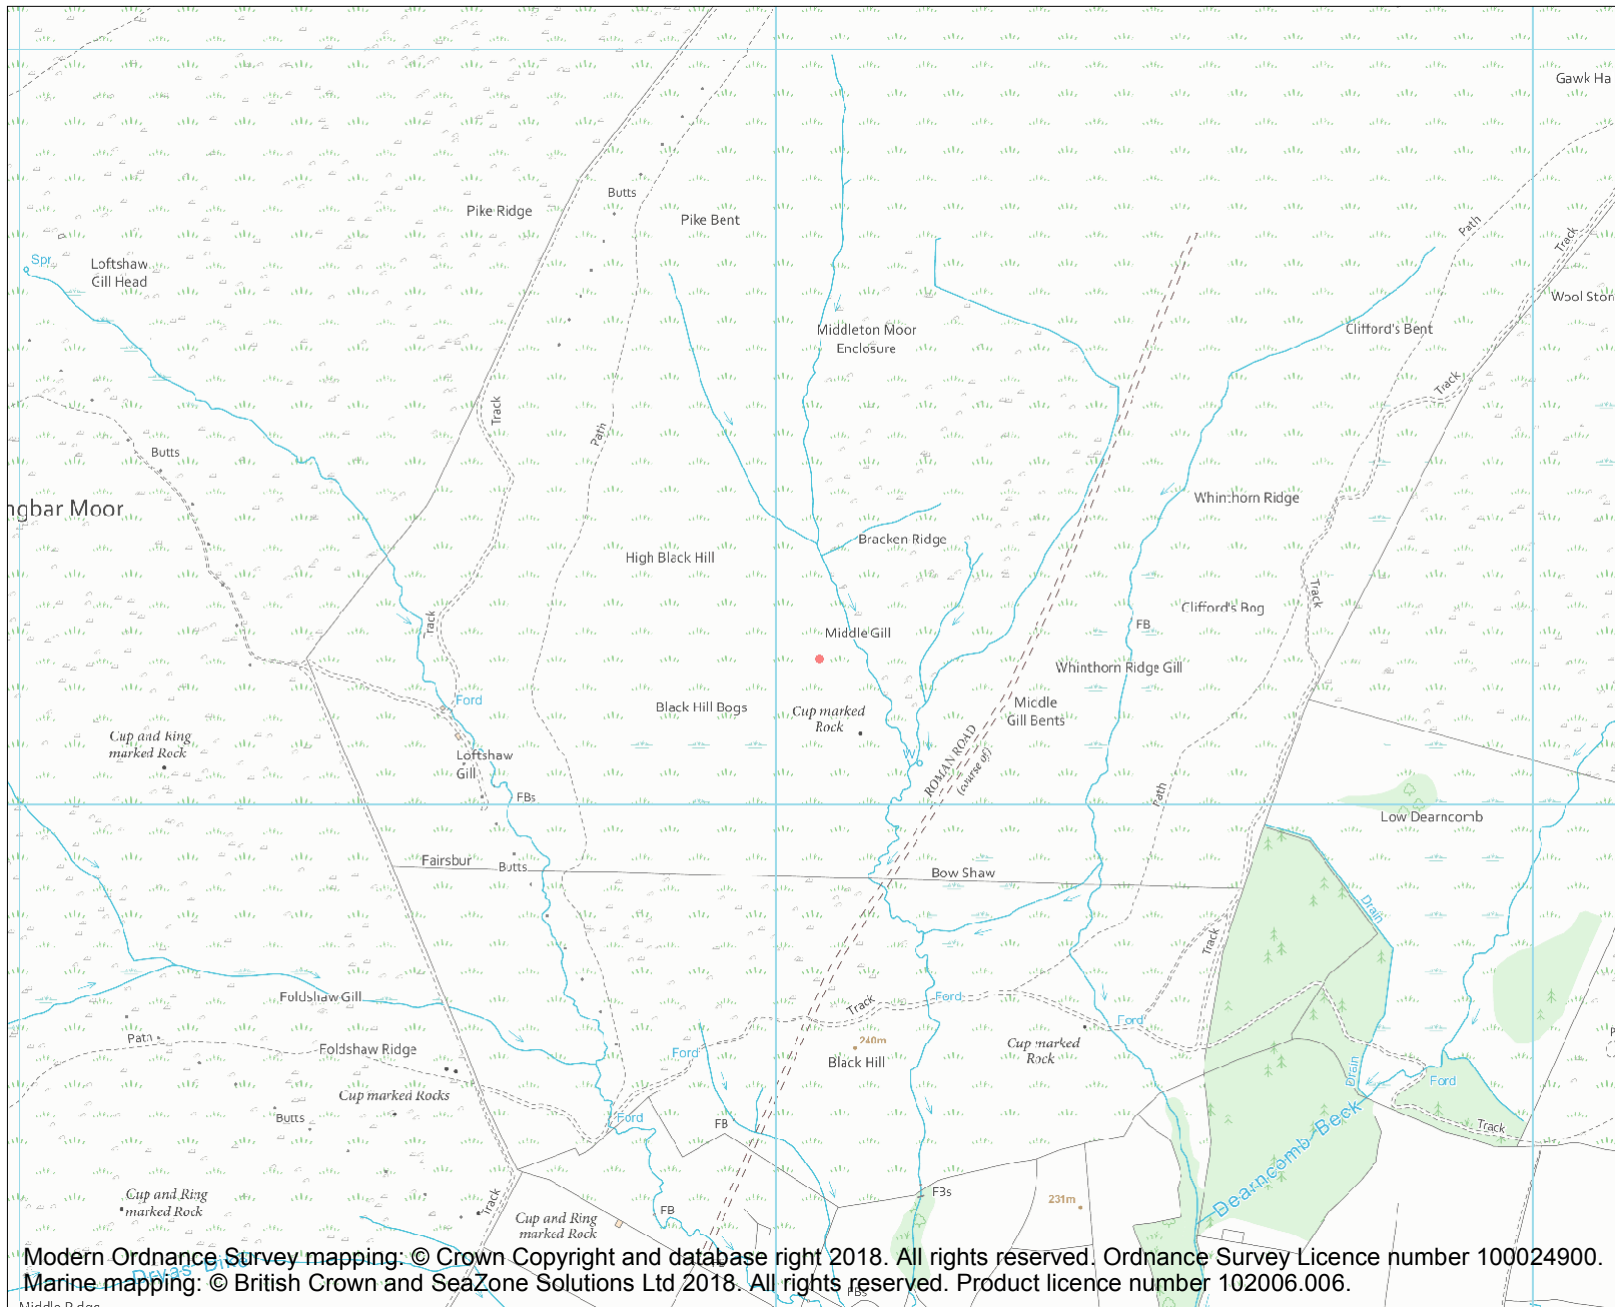 Gawk Ha
Butts
Pike Ridge
Pike Bent
Path
Track
Spr
Loftshaw
Gill Head
Wool Ston
Middleton Moor
Enclosure
Clifford's Bent
Track
Track
Path
Butts
Whinthorn Ridge
ngbar Moor
Bracken Ridge
High Black Hill
Track
Clifford's Bog
Track
FB
Middle Gill
Whinthorn Ridge Gill
Ford
Black Hill Bogs
Cup marked
Rock
Middle
Gill Bents
Cup and Ring
marked Rock
Loftshaw
Gill
ROMAN ROAD
(course of)
Path
FBs
Low Dearncomb
Fairsbur
Butts
Bow Shaw
Drain
Track
Foldshaw Gill
Track
Ford
Ford
Path
Foldshaw Ridge
Ford
240m
Black Hill
Cup marked
Rock
Drain
Ford
Cup marked Rocks
Butts
Ford
FB
Track
Dearncomb Beck
Cup and Ring
marked Rock
Track
FB
FBs
231m
Cup and Ring
marked Rock
Modern Ordnance Survey mapping: © Crown Copyright and database right 2018. All rights reserved. Ordnance Survey Licence number 100024900.
Dryas Dike
Marine mapping: © British Crown and SeaZone Solutions Ltd 2018. All rights reserved. Product licence number 102006.006.
FBs
Middle Ridge